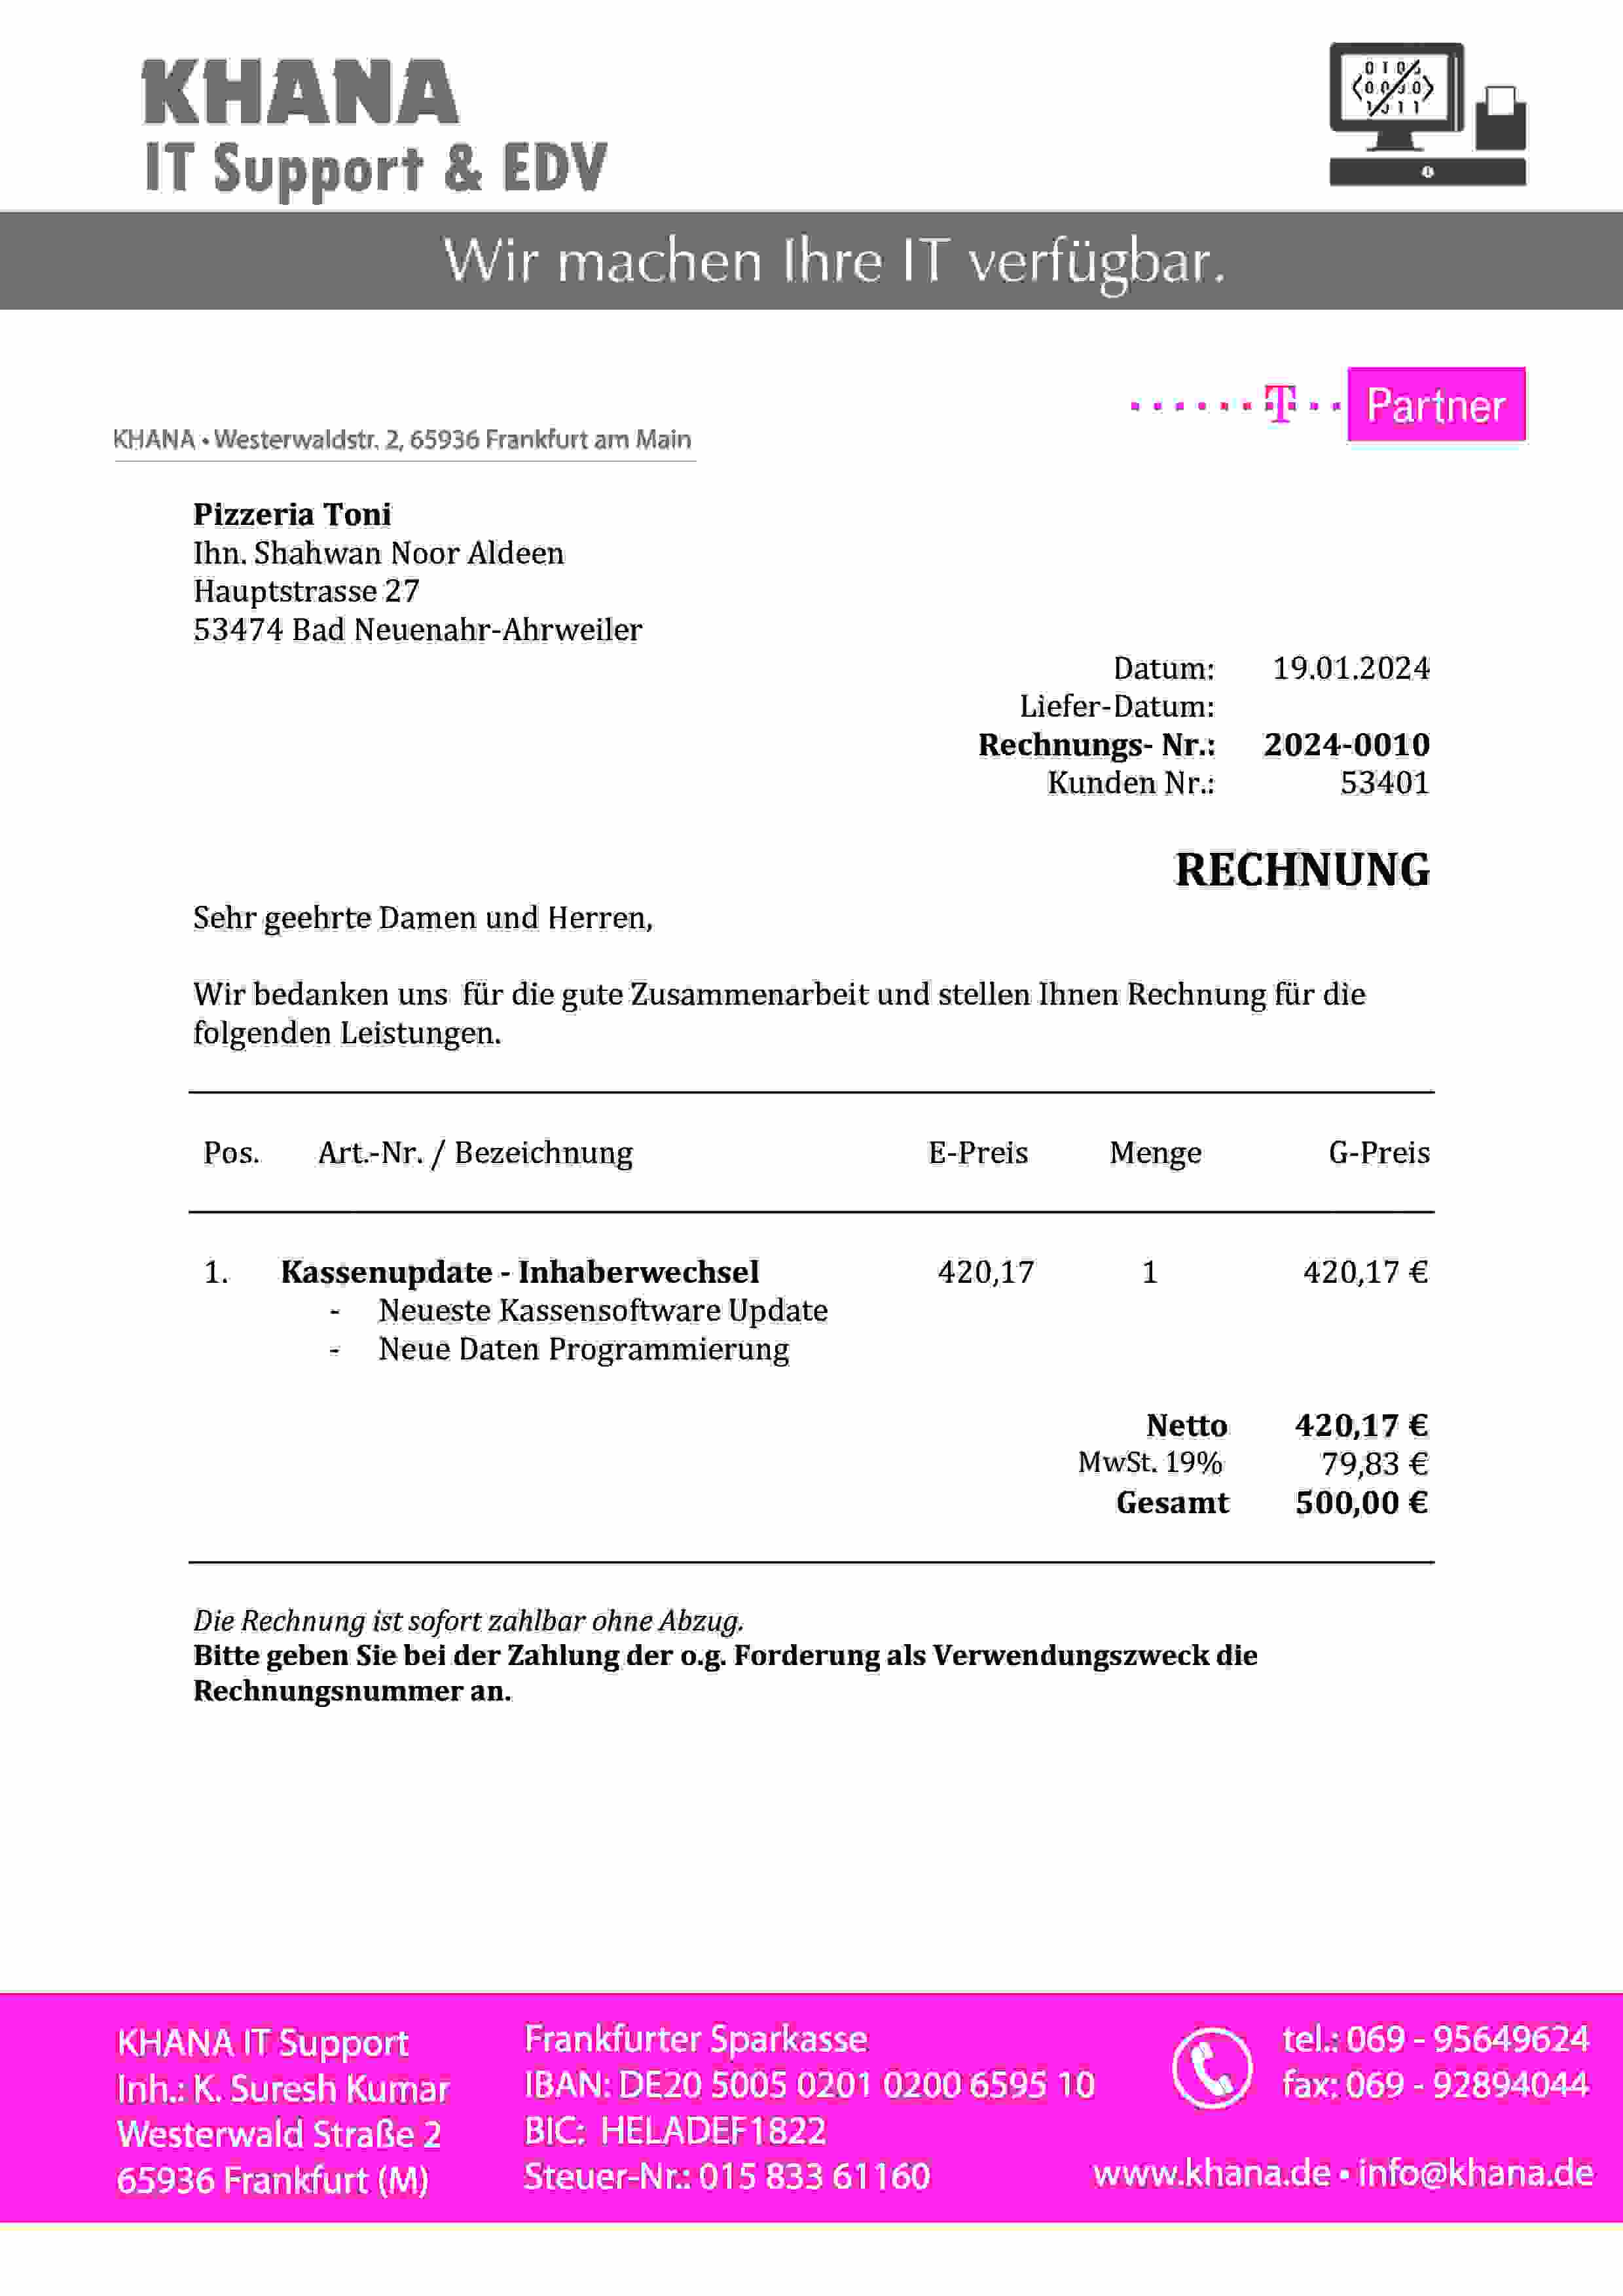 KHANA
IT Support & EDV
Wir machen Ihre IT verfügbar.
T Partner
KHANA • Westerwaldstr. 2, 65936 Frankfurt am Main
Pizzeria Toni
Ihn. Shahwan Noor Aldeen
Hauptstrasse 27
53474 Bad Neuenahr-Ahrweiler
Datum: 19.01.2024
Liefer-Datum:
Rechnungs- Nr.: 2024-0010
Kunden Nr.: 53401
RECHNUNG
Sehr geehrte Damen und Herren,
Wir bedanken uns für die gute Zusammenarbeit und stellen Ihnen Rechnung für die
folgenden Leistungen.
Pos. Art.-Nr. / Bezeichnung E-Preis Menge G-Preis
1. Kassenupdate - Inhaberwechsel 420,17 1 420,17 €
- Neueste Kassensoftware Update
- Neue Daten Programmierung
Netto 420,17 €
MwSt. 19% 79,83 €
Gesamt 500,00 €
Die Rechnung ist sofort zahlbar ohne Abzug.
Bitte geben Sie bei der Zahlung der o.g. Forderung als Verwendungszweck die
Rechnungsnummer an.
KHANA IT Support
Inh.: K. Suresh Kumar
Westerwald Straße 2
65936 Frankfurt (M)
Frankfurter Sparkasse
IBAN: DE20 5005 0201 0200 6595 10
BIC: HELADEF1822
Steuer-Nr.: 015 833 61160
tel.: 069 - 95649624
fax: 069 - 92894044
www.khana.de • info@khana.de